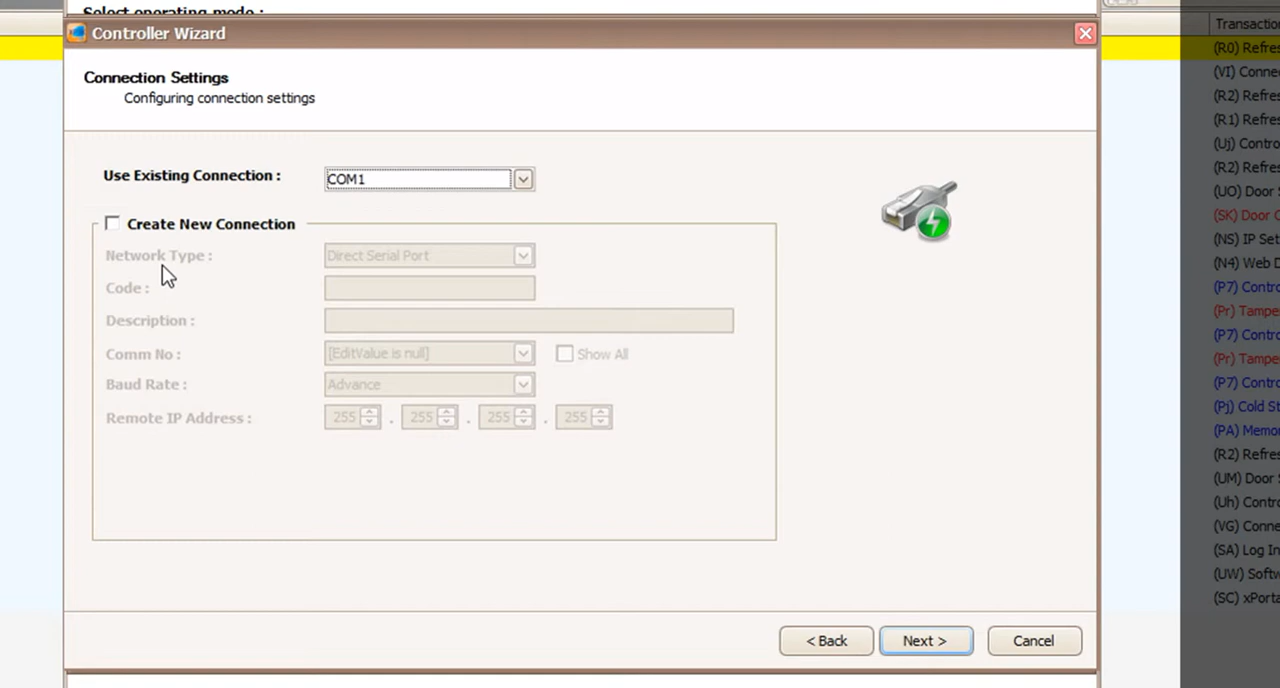 Select operating mode :
Controller Wizard
Connection Settings
Configuring connection settings
Use Existing Connection : COM1
Create New Connection
Network Type : Direct Serial Port
Code :
Description :
Comm No : [EditValue is null] Show All
Baud Rate : Advance
Remote IP Address : 255 . 255 . 255 . 255
< Back Next > Cancel
Transaction
(R0) Refres
(VI) Connec
(R2) Refres
(R1) Refres
(Uj) Contro
(R2) Refres
(UO) Door S
(SK) Door C
(NS) IP Set
(N4) Web D
(P7) Contro
(Pr) Tampe
(P7) Contro
(Pr) Tampe
(P7) Contro
(Pj) Cold St
(PA) Memor
(R2) Refres
(UM) Door S
(Uh) Contro
(VG) Conne
(SA) Log In
(UW) Softw
(SC) xPorta